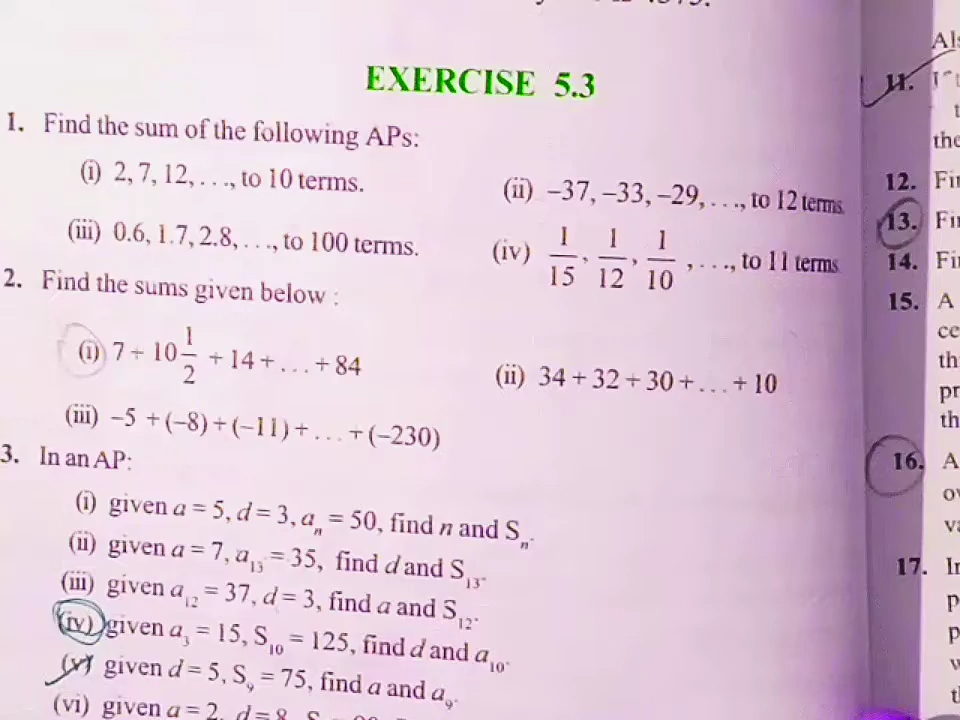 EXERCISE 5.3
1. Find the sum of the following APs:
(i) 2, 7, 12, . . ., to 10 terms.
(ii) –37, –33, –29, . . ., to 12 terms.
(iii) 0.6, 1.7, 2.8, . . ., to 100 terms.
(iv) 1/15, 1/12, 1/10, . . ., to 11 terms
2. Find the sums given below :
(i) 7 + 10 1/2 + 14 + . . . + 84
(ii) 34 + 32 + 30 + . . . + 10
(iii) –5 + (–8) + (–11) + . . . + (–230)
3. In an AP:
(i) given a = 5, d = 3, aₙ = 50, find n and Sₙ.
(ii) given a = 7, a₁₃ = 35, find d and S₁₃.
(iii) given a₁₂ = 37, d = 3, find a and S₁₂.
(iv) given a₃ = 15, S₁₀ = 125, find d and a₁₀.
(v) given d = 5, S₉ = 75, find a and a₉.
(vi) given a = 2, d = 8,
11.
the
12.
13.
14.
15. A
16. A
17.